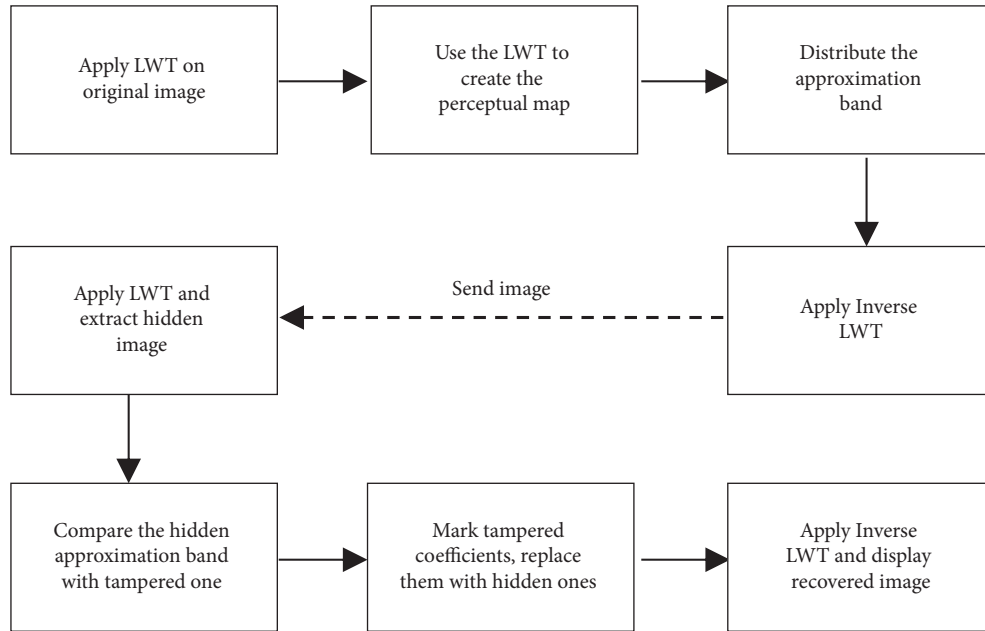 Apply LWT on
original image
Use the LWT to
create the
perceptual map
Distribute the
approximation
band
Apply Inverse
LWT
Send image
Apply LWT and
extract hidden
image
Compare the hidden
approximation band
with tampered one
Mark tampered
coefficients, replace
them with hidden ones
Apply Inverse
LWT and display
recovered image